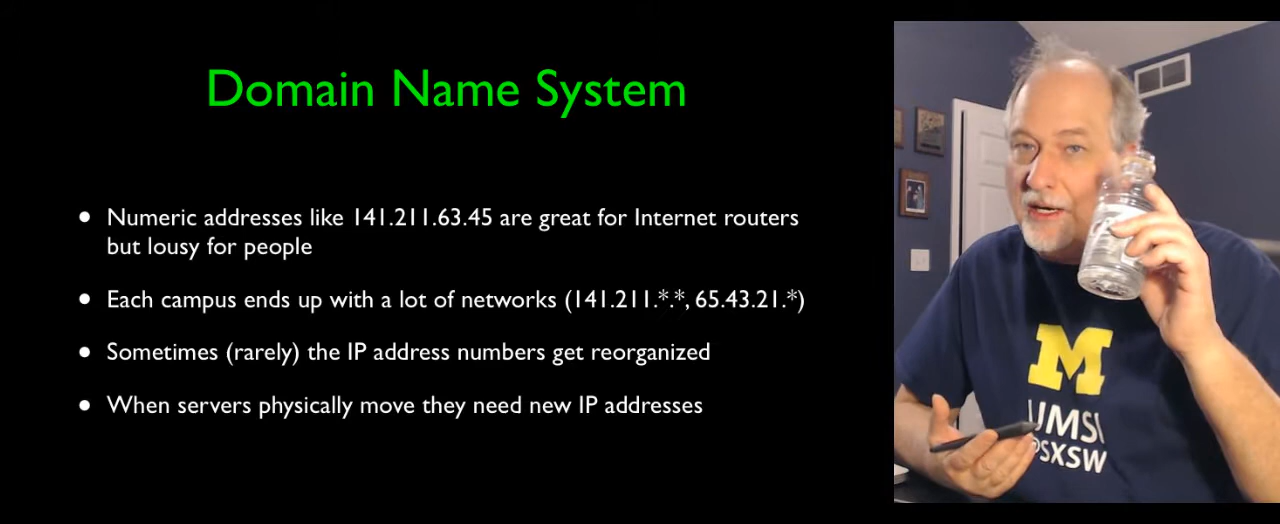 Domain Name System
• Numeric addresses like 141.211.63.45 are great for Internet routers
but lousy for people
• Each campus ends up with a lot of networks (141.211.*.*, 65.43.21.*)
• Sometimes (rarely) the IP address numbers get reorganized
• When servers physically move they need new IP addresses
M
UMSI
@SXSW